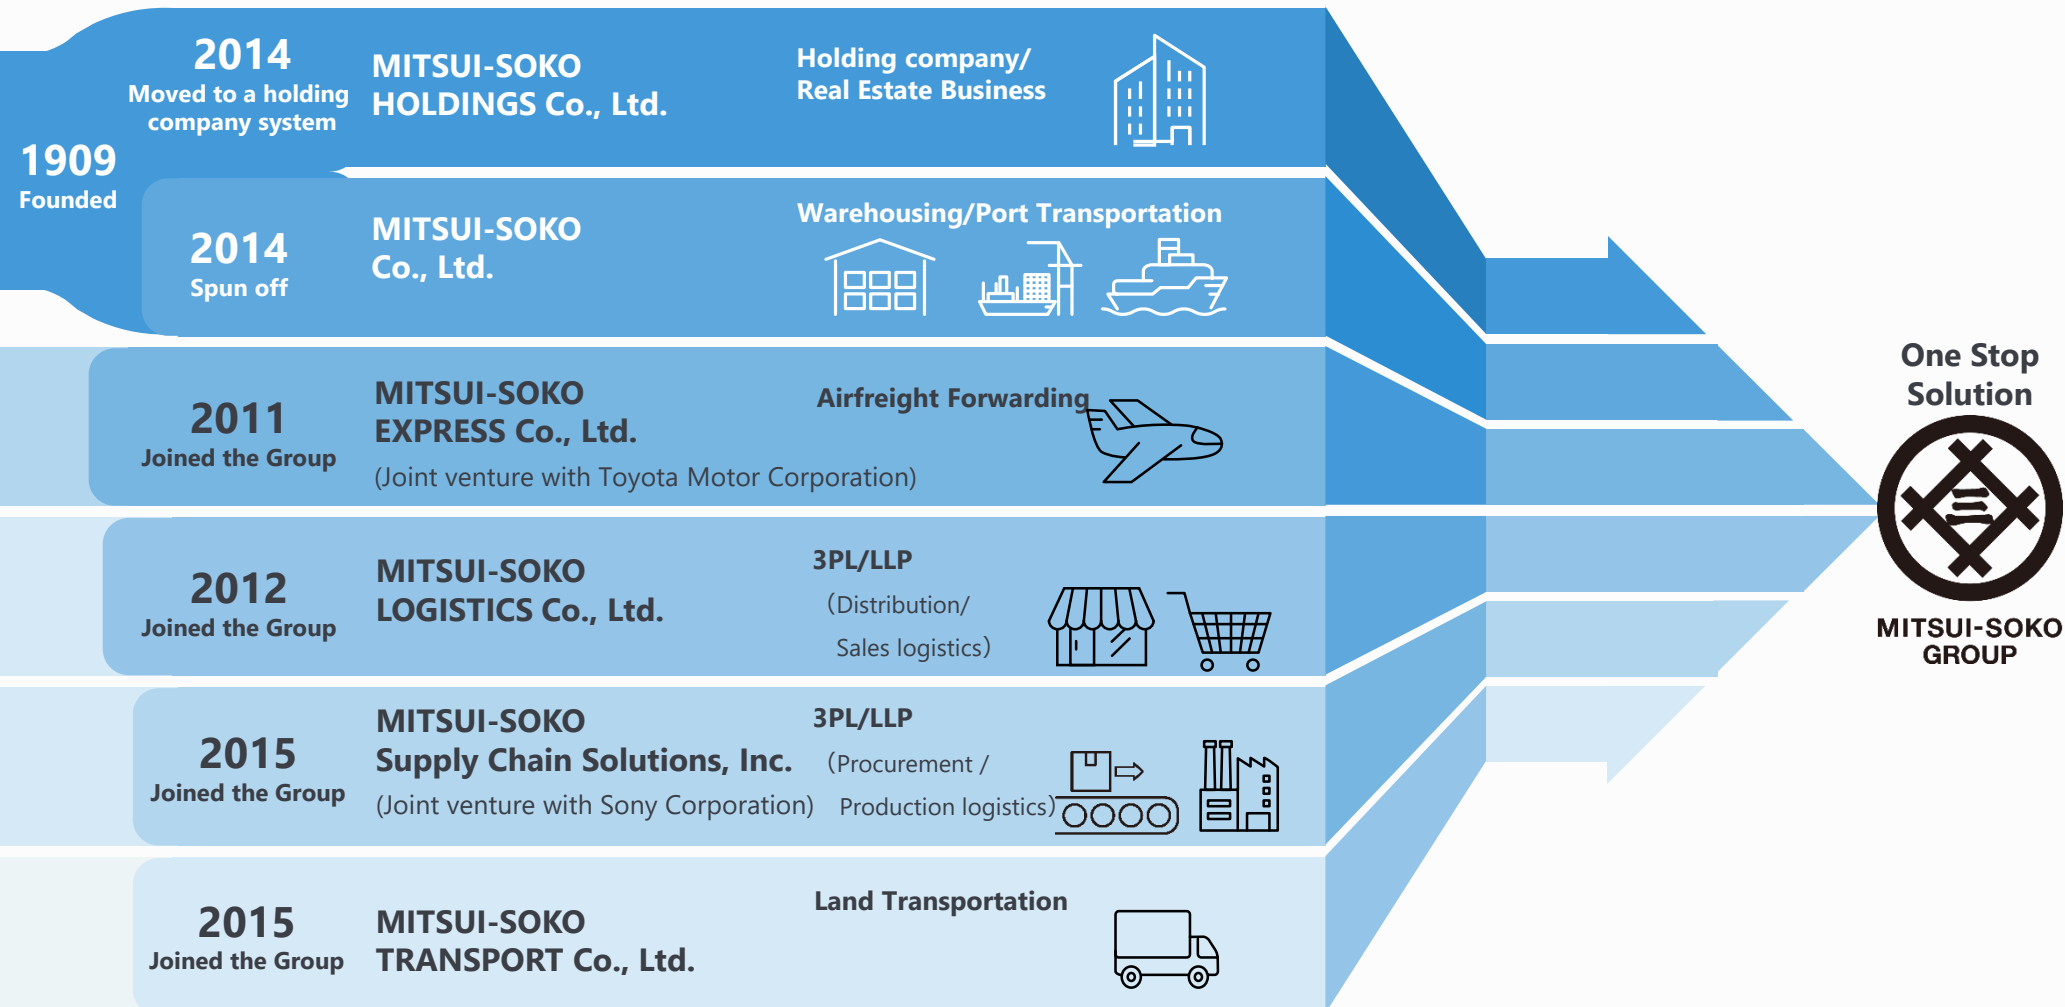 1909
Founded
2014
Moved to a holding
company system
MITSUI-SOKO
HOLDINGS Co., Ltd.
Holding company/
Real Estate Business
2014
Spun off
MITSUI-SOKO
Co., Ltd.
Warehousing/Port Transportation
2011
Joined the Group
MITSUI-SOKO
EXPRESS Co., Ltd.
(Joint venture with Toyota Motor Corporation)
Airfreight Forwarding
2012
Joined the Group
MITSUI-SOKO
LOGISTICS Co., Ltd.
3PL/LLP
（Distribution/
Sales logistics）
2015
Joined the Group
MITSUI-SOKO
Supply Chain Solutions, Inc.
(Joint venture with Sony Corporation)
3PL/LLP
（Procurement /
Production logistics）
2015
Joined the Group
MITSUI-SOKO
TRANSPORT Co., Ltd.
Land Transportation
One Stop
Solution
三
MITSUI-SOKO
GROUP